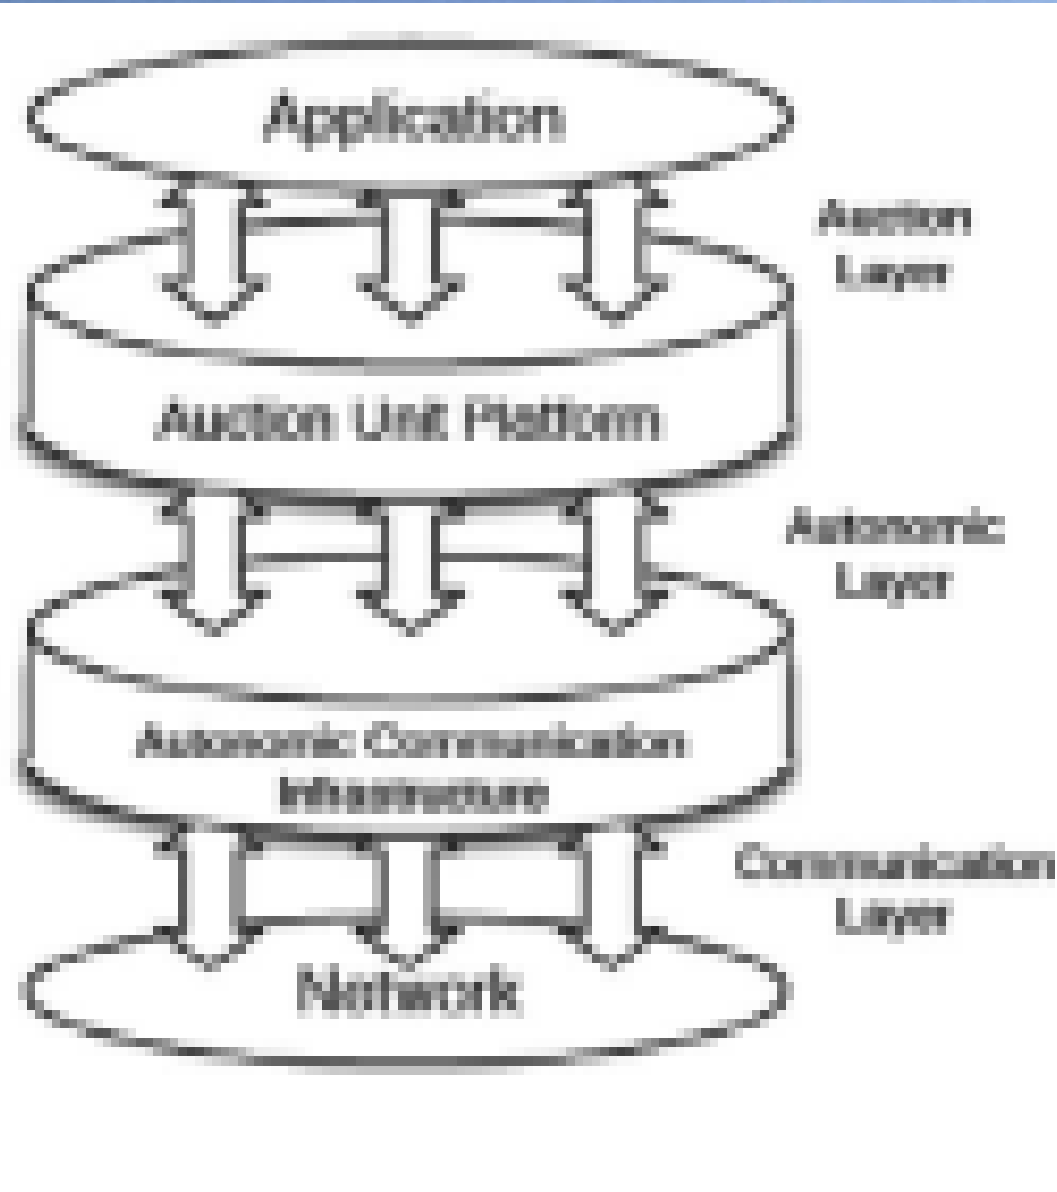 Application
Auction
Layer
Auction Unit Platform
Autonomic
Layer
Autonomic Communication
Infrastructure
Communication
Layer
Network